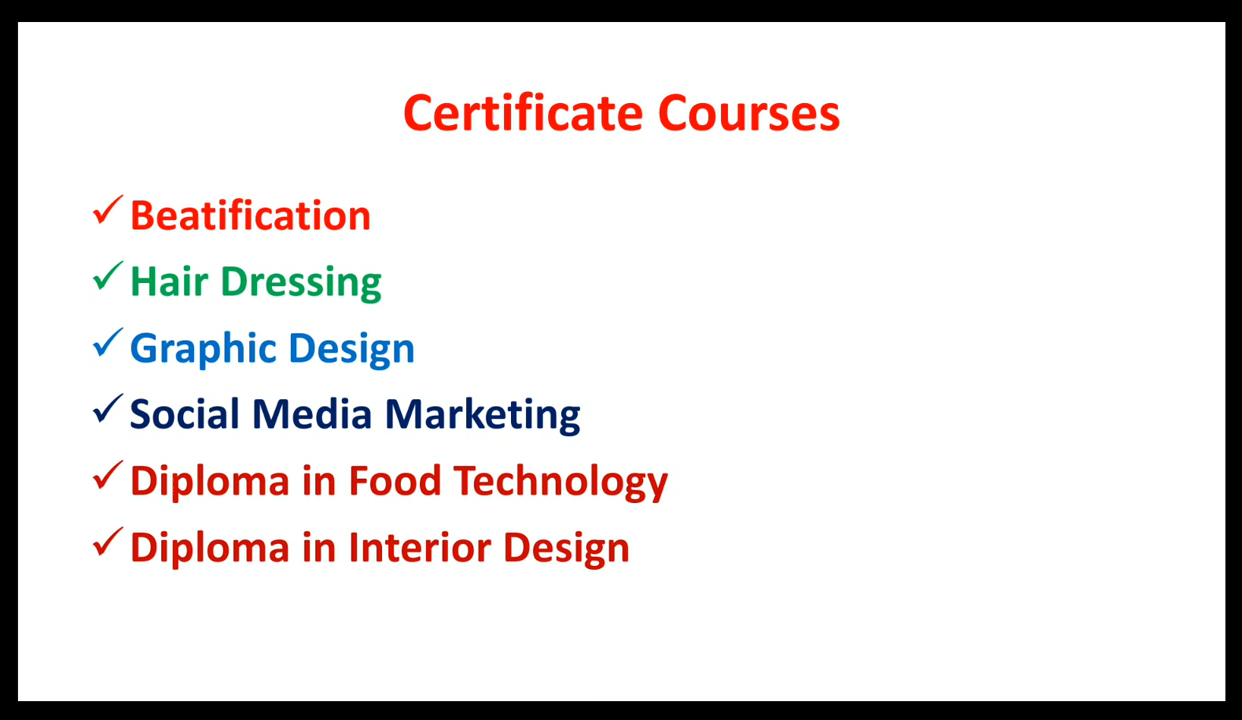 Certificate Courses
Beatification
Hair Dressing
Graphic Design
Social Media Marketing
Diploma in Food Technology
Diploma in Interior Design